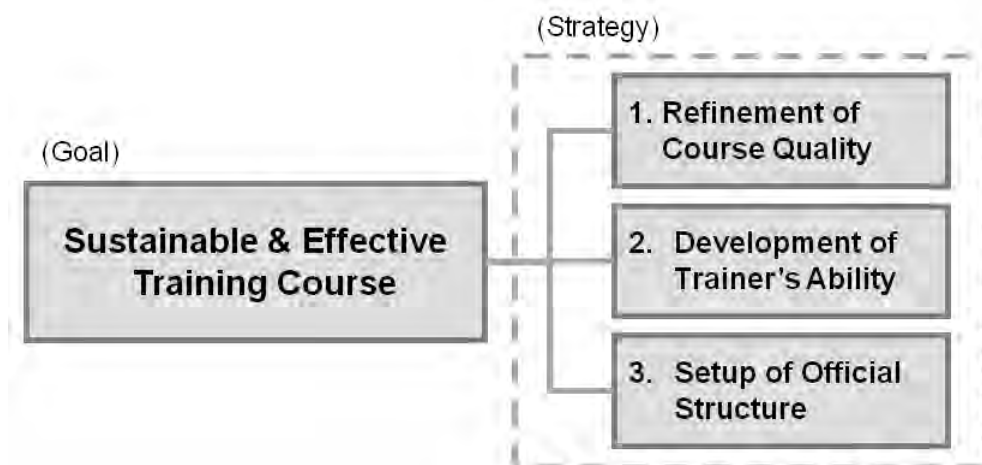 (Strategy)
1. Refinement of
Course Quality
(Goal)
Sustainable & Effective
Training Course
2. Development of
Trainer's Ability
3. Setup of Official
Structure